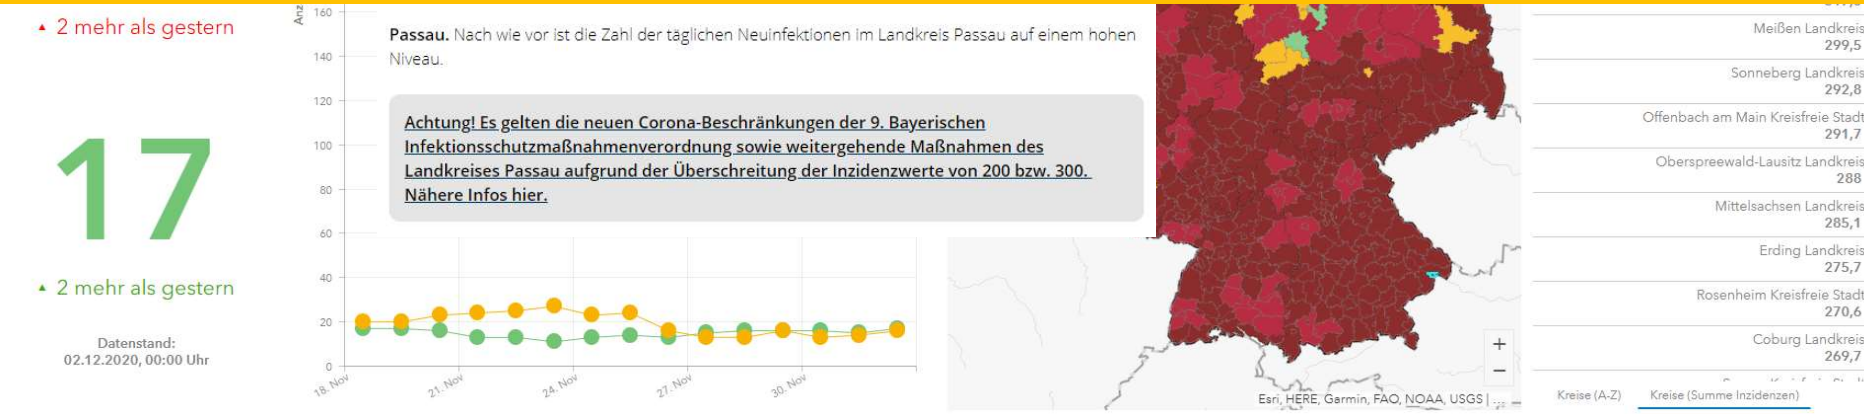 ▲ 2 mehr als gestern
17
▲ 2 mehr als gestern
Datenstand:
02.12.2020, 00:00 Uhr
Anz
160
140
120
100
80
60
40
20
0
18. Nov
21. Nov
24. Nov
27. Nov
30. Nov
Passau. Nach wie vor ist die Zahl der täglichen Neuinfektionen im Landkreis Passau auf einem hohen
Niveau.
Achtung! Es gelten die neuen Corona-Beschränkungen der 9. Bayerischen
Infektionsschutzmaßnahmenverordnung sowie weitergehende Maßnahmen des
Landkreises Passau aufgrund der Überschreitung der Inzidenzwerte von 200 bzw. 300.
Nähere Infos hier.
+
−
Esri, HERE, Garmin, FAO, NOAA, USGS | ...
Meißen Landkreis
299,5
Sonneberg Landkreis
292,8
Offenbach am Main Kreisfreie Stadt
291,7
Oberspreewald-Lausitz Landkreis
288
Mittelsachsen Landkreis
285,1
Erding Landkreis
275,7
Rosenheim Kreisfreie Stadt
270,6
Coburg Landkreis
269,7
Kreise (A-Z)
Kreise (Summe Inzidenzen)